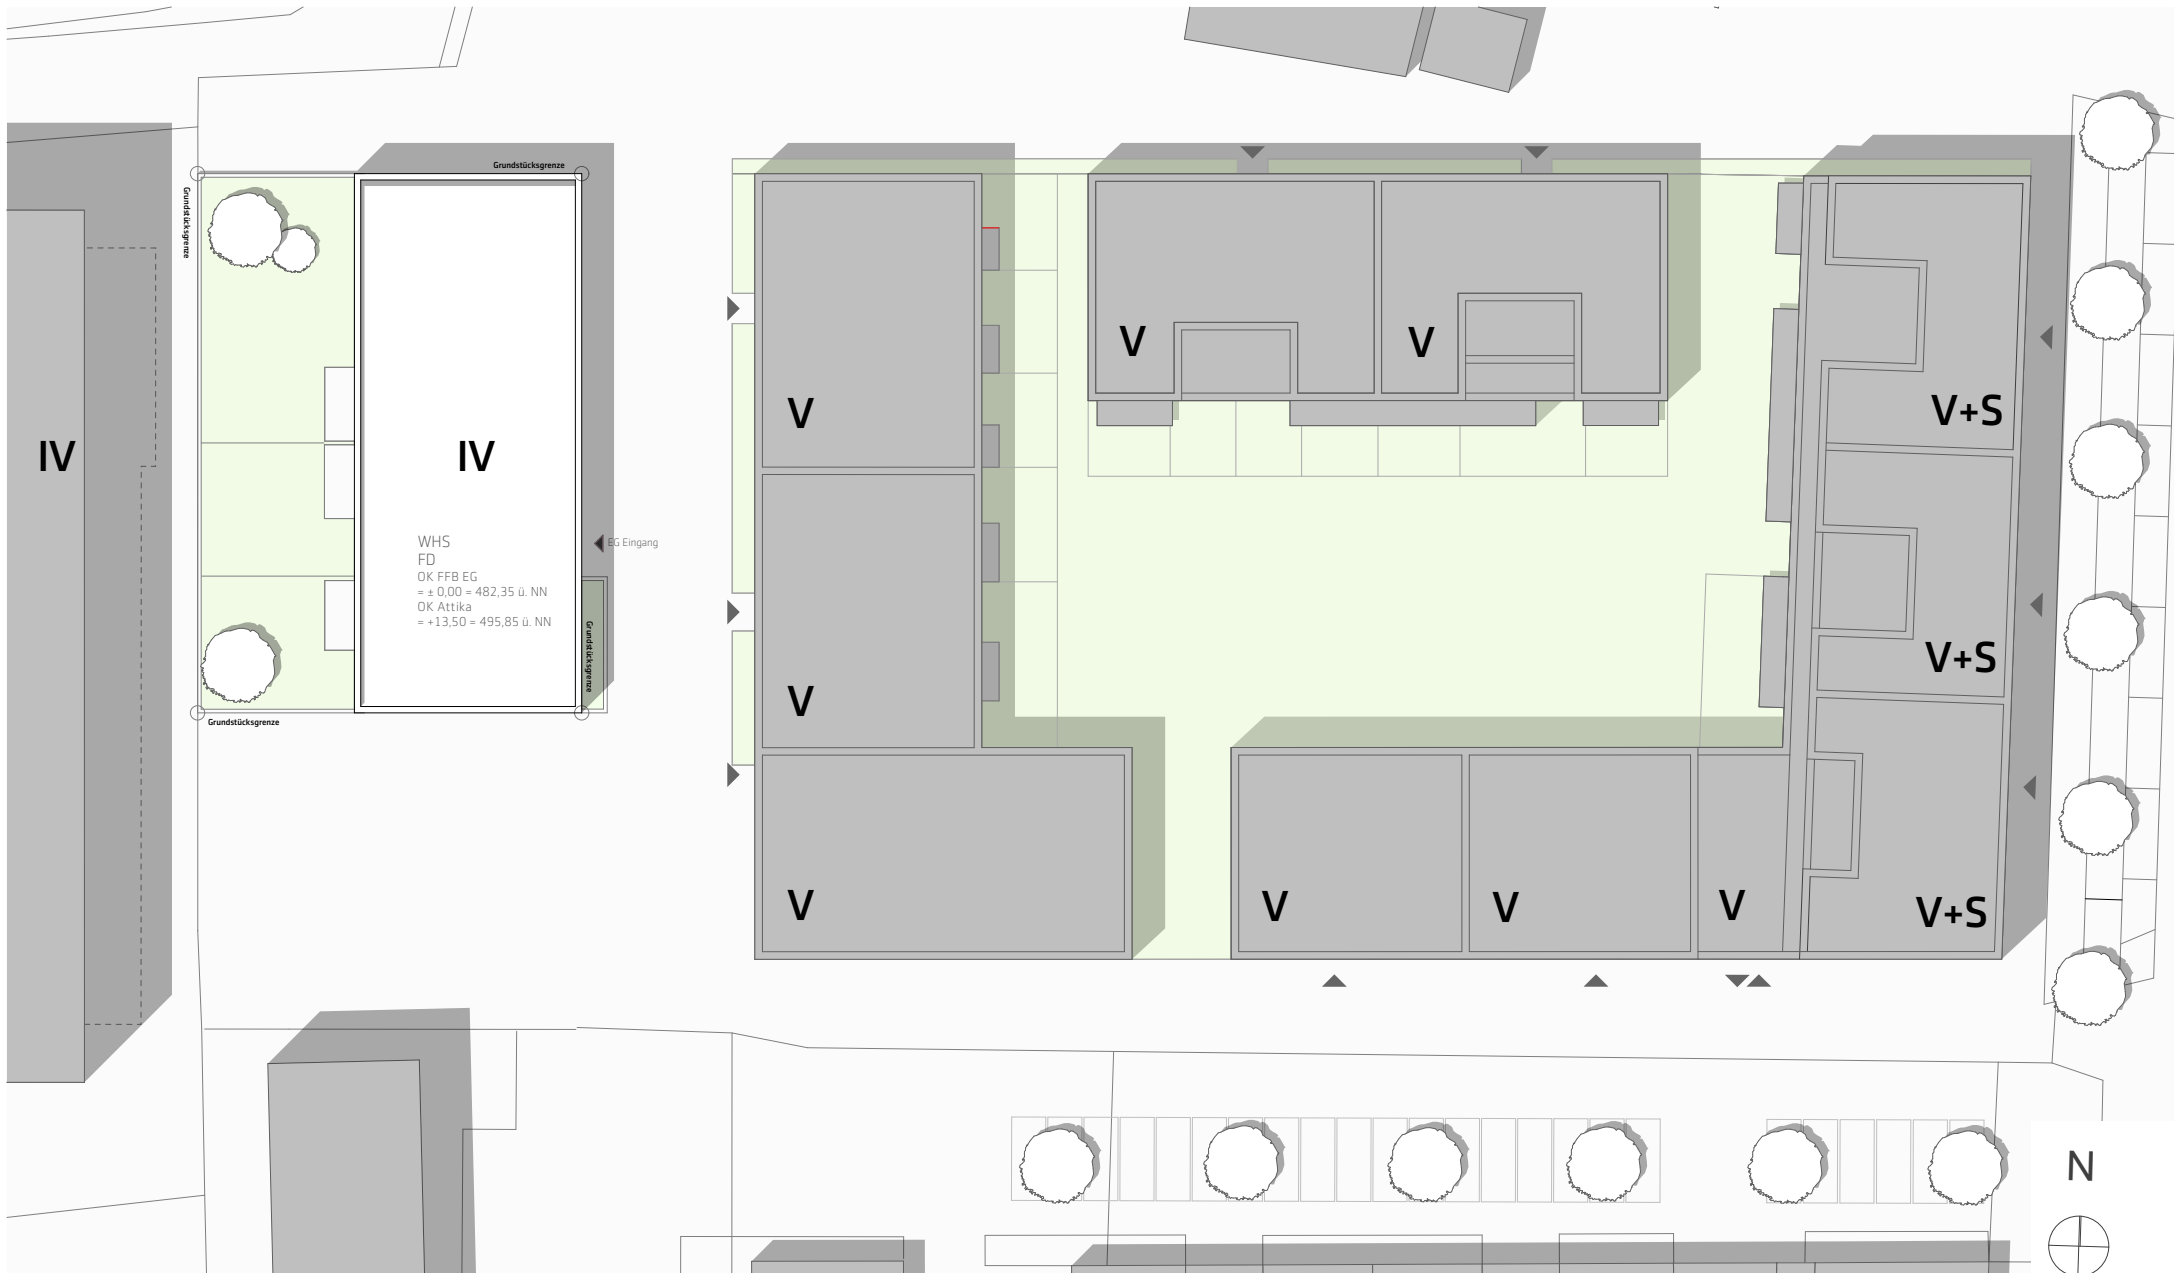 Grundstücksgrenze
Grundstücksgrenze
V
V
V+S
V
IV
IV
WHS
FD
OK FFB EG
= ± 0,00 = 482,35 ü. NN
OK Attika
= +13,50 = 495,85 ü. NN
EG Eingang
Grundstücksgrenze
Grundstücksgrenze
V+S
V
V
V
V
V
V+S
N